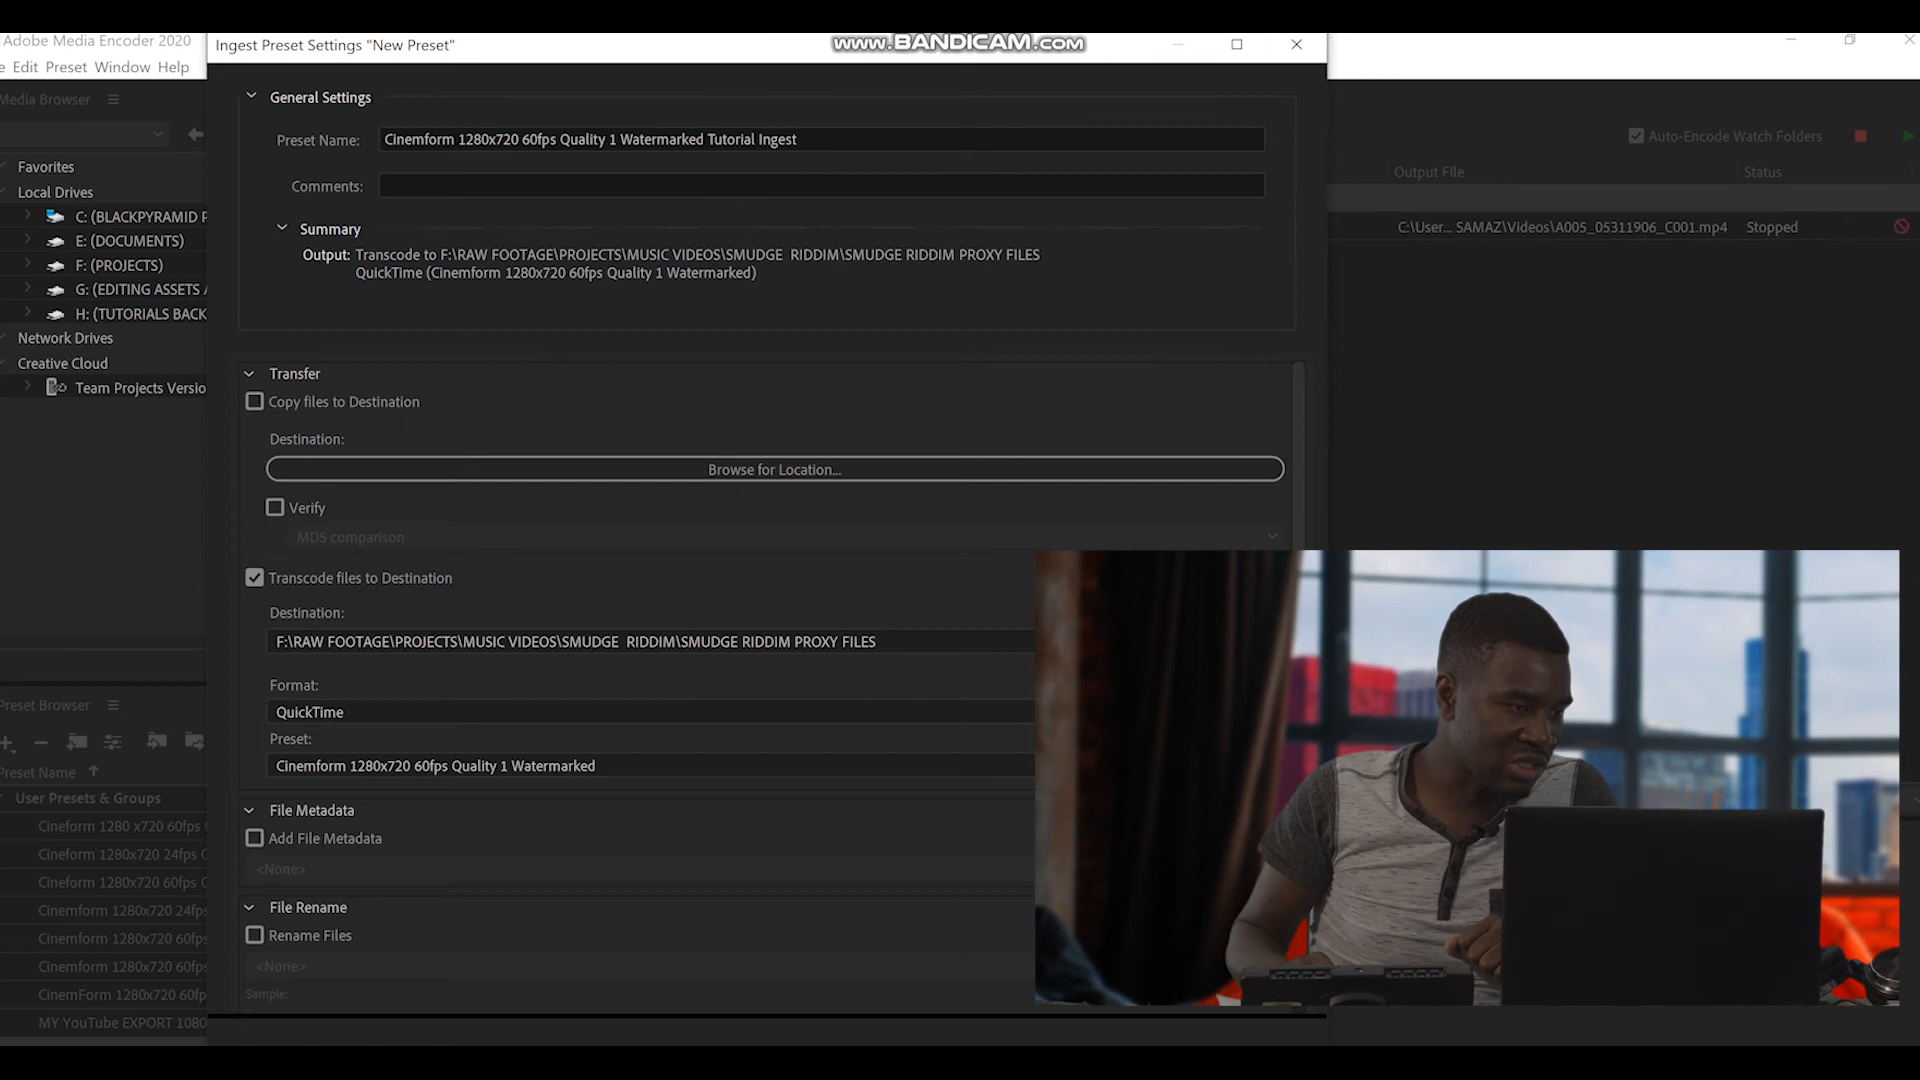 Adobe Media Encoder 2020
Ingest Preset Settings "New Preset"
www.BANDICAM.com
e Edit Preset Window Help
Media Browser
General Settings
Preset Name: Cinemform 1280x720 60fps Quality 1 Watermarked Tutorial Ingest
Auto-Encode Watch Folders
Favorites
Output File Status
Comments:
Local Drives
C: (BLACKPYRAMID P
Summary
C:\User... SAMAZ\Videos\A005_05311906_C001.mp4 Stopped
E: (DOCUMENTS)
Output: Transcode to F:\RAW FOOTAGE\PROJECTS\MUSIC VIDEOS\SMUDGE  RIDDIM\SMUDGE RIDDIM PROXY FILES
F: (PROJECTS)
QuickTime (Cinemform 1280x720 60fps Quality 1 Watermarked)
G: (EDITING ASSETS A
H: (TUTORIALS BACK
Network Drives
Creative Cloud
Team Projects Versio
Transfer
Copy files to Destination
Destination:
Browse for Location...
Verify
MD5 comparison
Transcode files to Destination
Destination:
F:\RAW FOOTAGE\PROJECTS\MUSIC VIDEOS\SMUDGE  RIDDIM\SMUDGE RIDDIM PROXY FILES
Format:
QuickTime
Preset Browser
Preset:
Cinemform 1280x720 60fps Quality 1 Watermarked
Preset Name
User Presets & Groups
File Metadata
Cineform 1280 x720 60fps
Add File Metadata
Cineform 1280x720 24fps C
<None>
Cineform 1280x720 60fps C
File Rename
Cinemform 1280x720 24fps
Rename Files
Cinemform 1280x720 60fps
<None>
Cinemform 1280x720 60fps
Sample:
CinemForm 1280x720 60fp
MY YouTube EXPORT 1080